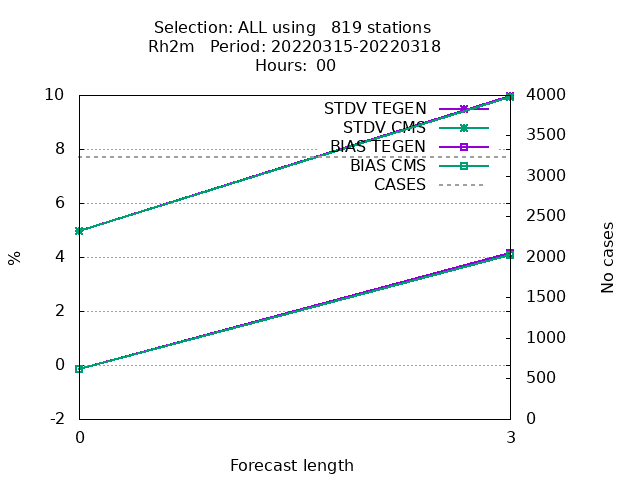 Selection: ALL using   819 stations
Rh2m   Period: 20220315-20220318
Hours:  00
10
8
6
4
2
0
-2
%
STDV TEGEN
STDV CMS
BIAS TEGEN
BIAS CMS
CASES
4000
3500
3000
2500
2000
1500
1000
500
0
No cases
0
3
Forecast length